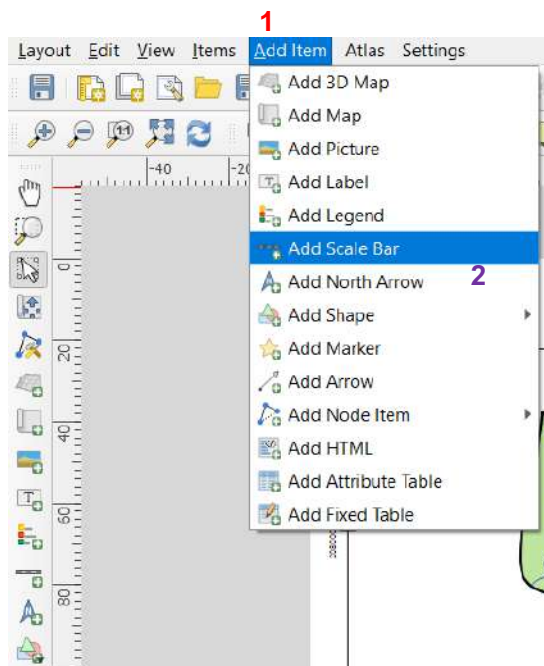 1
Layout Edit View Items Add Item Atlas Settings
Add 3D Map
1:1
Add Map
Add Picture
-40 -20
Add Label
Add Legend
Add Scale Bar
0
Add North Arrow 2
Add Shape
Add Marker
20
Add Arrow
Add Node Item
40
Add HTML
Add Attribute Table
Add Fixed Table
60
80